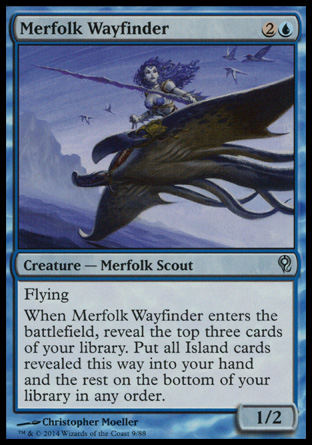 Merfolk Wayfinder 2
Creature — Merfolk Scout
Flying
When Merfolk Wayfinder enters the
battlefield, reveal the top three cards
of your library. Put all Island cards
revealed this way into your hand
and the rest on the bottom of your
library in any order.
1/2
Christopher Moeller
™ & © 2014 Wizards of the Coast 9/88